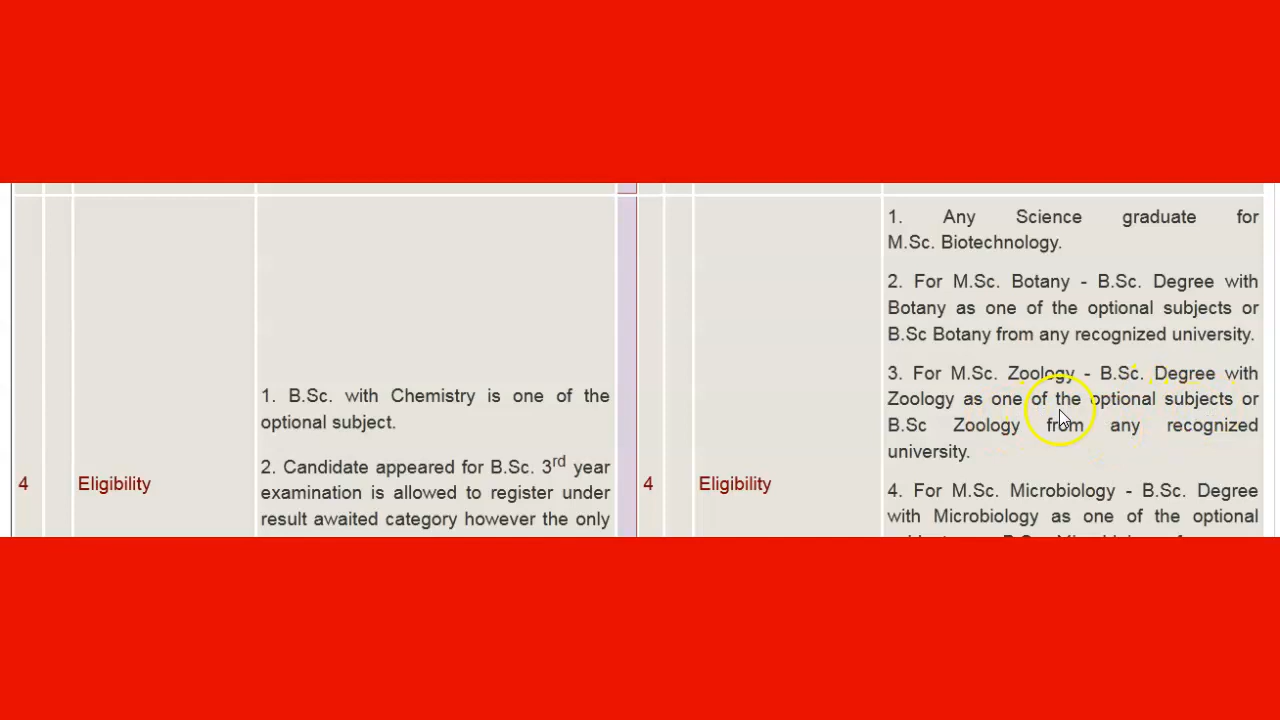 4
Eligibility
1. B.Sc. with Chemistry is one of the
optional subject.
2. Candidate appeared for B.Sc. 3rd year
examination is allowed to register under
result awaited category however the only
4
Eligibility
1. Any Science graduate for
M.Sc. Biotechnology.
2. For M.Sc. Botany - B.Sc. Degree with
Botany as one of the optional subjects or
B.Sc Botany from any recognized university.
3. For M.Sc. Zoology - B.Sc. Degree with
Zoology as one of the optional subjects or
B.Sc Zoology from any recognized
university.
4. For M.Sc. Microbiology - B.Sc. Degree
with Microbiology as one of the optional